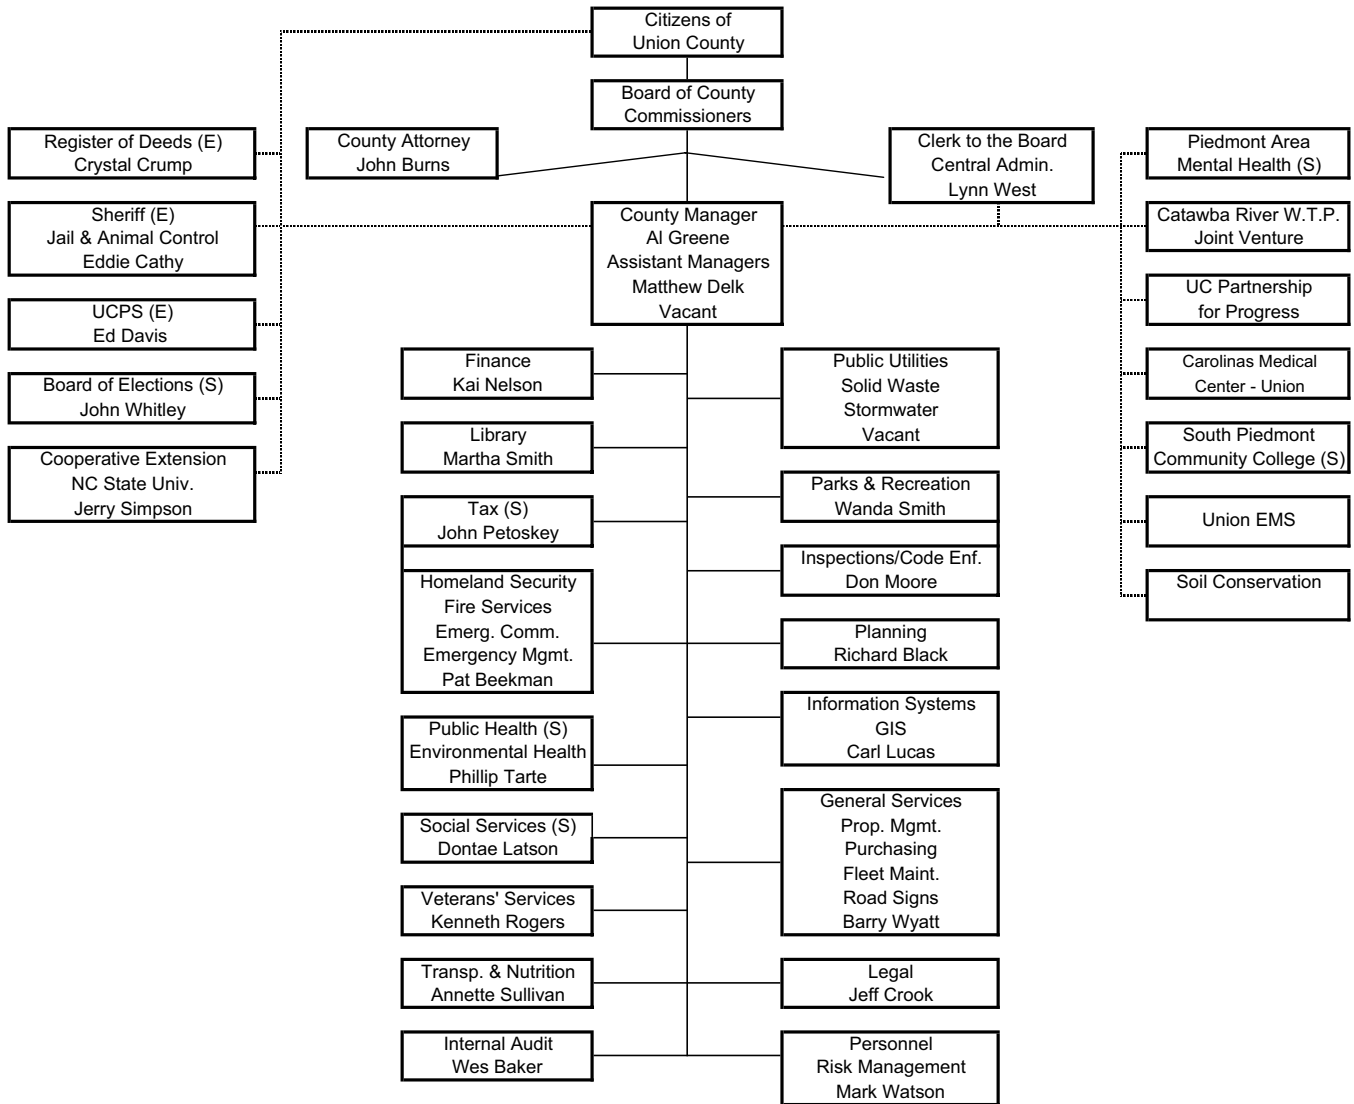 Citizens of
Union County
Board of County
Commissioners
Register of Deeds (E)
Crystal Crump
County Attorney
John Burns
Clerk to the Board
Central Admin.
Lynn West
Piedmont Area
Mental Health (S)
Sheriff (E)
Jail & Animal Control
Eddie Cathy
County Manager
Al Greene
Assistant Managers
Matthew Delk
Vacant
Catawba River W.T.P.
Joint Venture
UCPS (E)
Ed Davis
UC Partnership
for Progress
Board of Elections (S)
John Whitley
Finance
Kai Nelson
Public Utilities
Solid Waste
Stormwater
Vacant
Carolinas Medical
Center - Union
Cooperative Extension
NC State Univ.
Jerry Simpson
Library
Martha Smith
South Piedmont
Community College (S)
Tax (S)
John Petoskey
Parks & Recreation
Wanda Smith
Union EMS
Homeland Security
Fire Services
Emerg. Comm.
Emergency Mgmt.
Pat Beekman
Inspections/Code Enf.
Don Moore
Soil Conservation
Planning
Richard Black
Public Health (S)
Environmental Health
Phillip Tarte
Information Systems
GIS
Carl Lucas
Social Services (S)
Dontae Latson
General Services
Prop. Mgmt.
Purchasing
Fleet Maint.
Road Signs
Barry Wyatt
Veterans' Services
Kenneth Rogers
Transp. & Nutrition
Annette Sullivan
Legal
Jeff Crook
Internal Audit
Wes Baker
Personnel
Risk Management
Mark Watson